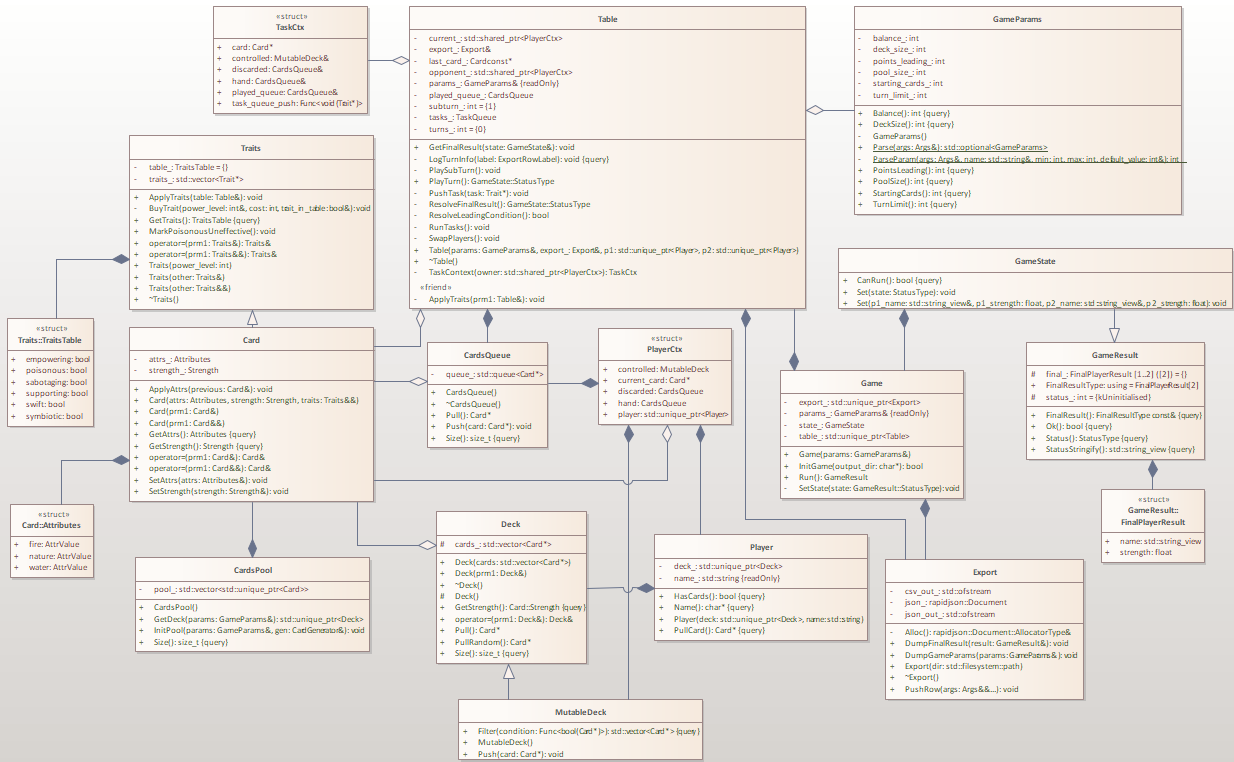 «struct»
TaskCtx
+ card: Card*
+ controlled: MutableDeck&
+ discarded: CardsQueue&
+ hand: CardsQueue&
+ played_queue: CardsQueue&
+ task_queue_push: Func<void(Trait*)>
Table
- current_: std::shared_ptr<PlayerCtx>
- export_: Export&
- last_card_: Cardconst*
- opponent_: std::shared_ptr<PlayerCtx>
- params_: GameParams& {readOnly}
- played_queue_: CardsQueue
- subturn_: int = {1}
- tasks_: TaskQueue
- turns_: int = {0}
+ GetFinalResult(state: GameState&): void
- LogTurnInfo(label: ExportRowLabel): void {query}
- PlaySubTurn(): void
+ PlayTurn(): GameState::StatusType
- PushTask(task: Trait*): void
- ResolveFinalResult(): GameState::StatusType
- ResolveLeadingCondition(): bool
- RunTasks(): void
- SwapPlayers(): void
+ Table(params: GameParams&, export_: Export&, p1: std::unique_ptr<Player>, p2: std::unique_ptr<Player>)
+ ~Table()
- TaskContext(owner: std::shared_ptr<PlayerCtx>): TaskCtx
«friend»
- ApplyTraits(prm1: Table&): void
GameParams
- balance_: int
- deck_size_: int
- points_leading_: int
- pool_size_: int
- starting_cards_: int
- turn_limit_: int
+ Balance(): int {query}
+ DeckSize(): int {query}
- GameParams()
+ Parse(args: Args&): std::optional<GameParams>
- ParseParam(args: Args&, name: std::string&, min: int, max: int, default_value: int&): int
+ PointsLeading(): int {query}
+ PoolSize(): int {query}
+ StartingCards(): int {query}
+ TurnLimit(): int {query}
Traits
- table_: TraitsTable = {}
- traits_: std::vector<Trait*>
+ ApplyTraits(table: Table&): void
- BuyTrait(power_level: int&, cost: int, trait_in_table: bool&): void
+ GetTraits(): TraitsTable {query}
+ MarkPoisonousUneffective(): void
+ operator=(prm1: Traits&): Traits&
+ operator=(prm1: Traits&&): Traits&
+ Traits(power_level: int)
+ Traits(other: Traits&)
+ Traits(other: Traits&&)
+ ~Traits()
GameState
+ CanRun(): bool {query}
+ Set(state: StatusType): void
+ Set(p1_name: std::string_view&, p1_strength: float, p2_name: std::string_view&, p2_strength: float): void
«struct»
Traits::TraitsTable
+ empowering: bool
+ poisonous: bool
+ sabotaging: bool
+ supporting: bool
+ swift: bool
+ symbiotic: bool
Card
- attrs_: Attributes
- strength_: Strength
+ ApplyAttrs(previous: Card&): void
+ Card(attrs: Attributes, strength: Strength, traits: Traits&&)
+ Card(prm1: Card&)
+ Card(prm1: Card&&)
+ GetAttrs(): Attributes {query}
+ GetStrength(): Strength {query}
+ operator=(prm1: Card&): Card&
+ operator=(prm1: Card&&): Card&
+ SetAttrs(attrs: Attributes&): void
+ SetStrength(strength: Strength&): void
CardsQueue
- queue_: std::queue<Card*>
+ CardsQueue()
+ ~CardsQueue()
+ Pull(): Card*
+ Push(card: Card*): void
+ Size(): size_t {query}
«struct»
PlayerCtx
+ controlled: MutableDeck
+ current_card: Card*
+ discarded: CardsQueue
+ hand: CardsQueue
+ player: std::unique_ptr<Player>
Game
- export_: std::unique_ptr<Export>
- params_: GameParams& {readOnly}
- state_: GameState
- table_: std::unique_ptr<Table>
+ Game(params: GameParams&)
+ InitGame(output_dir: char*): bool
+ Run(): GameResult
- SetState(state: GameResult::StatusType): void
GameResult
# final_: FinalPlayerResult [1..2] ([2]) = {}
+ FinalResultType: using = FinalPlayerResult[2]
# status_: int = {kUninitialised}
+ FinalResult(): FinalResultType const& {query}
+ Ok(): bool {query}
+ Status(): StatusType {query}
+ StatusStringify(): std::string_view {query}
«struct»
Card::Attributes
+ fire: AttrValue
+ nature: AttrValue
+ water: AttrValue
«struct»
GameResult::
FinalPlayerResult
+ name: std::string_view
+ strength: float
CardsPool
- pool_: std::vector<std::unique_ptr<Card>>
+ CardsPool()
+ GetDeck(params: GameParams&): std::unique_ptr<Deck>
+ InitPool(params: GameParams&, gen: CardGenerator&): void
+ Size(): size_t {query}
Deck
# cards_: std::vector<Card*>
+ Deck(cards: std::vector<Card*>)
+ Deck(prm1: Deck&)
+ ~Deck()
# Deck()
+ GetStrength(): Card::Strength {query}
+ operator=(prm1: Deck&): Deck&
+ Pull(): Card*
+ PullRandom(): Card*
+ Size(): size_t {query}
Player
- deck_: std::unique_ptr<Deck>
- name_: std::string {readOnly}
+ HasCards(): bool {query}
+ Name(): char* {query}
+ Player(deck: std::unique_ptr<Deck>, name: std::string)
+ PullCard(): Card* {query}
Export
- csv_out_: std::ofstream
- json_: rapidjson::Document
- json_out_: std::ofstream
- Alloc(): rapidjson::Document::AllocatorType&
+ DumpFinalResult(result: GameResult&): void
+ DumpGameParams(params: GameParams&): void
+ Export(dir: std::filesystem::path)
+ ~Export()
+ PushRow(args: Args&&...): void
MutableDeck
+ Filter(condition: Func<bool(Card*)>): std::vector<Card*> {query}
+ MutableDeck()
+ Push(card: Card*): void